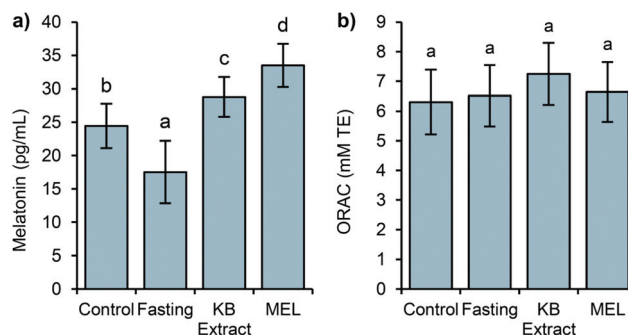 a)
Melatonin (pg/mL)
40
35
30
25
20
15
10
5
0
b
a
c
d
Control Fasting KB MEL
Extract
b)
ORAC (mM TE)
9
8
7
6
5
4
3
2
1
0
a
a
a
a
Control Fasting KB MEL
Extract